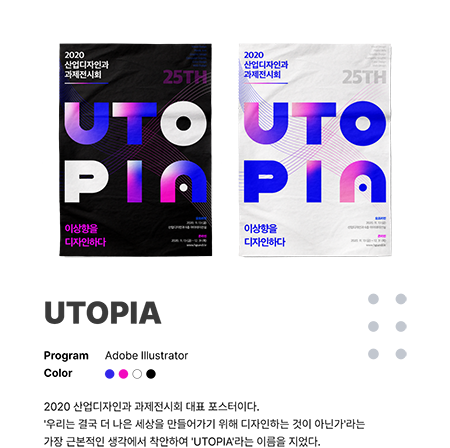 2020
산업디자인과
과제전시회
25TH
UTO
PIA
이상향을
디자인하다
2020
산업디자인과
과제전시회
25TH
UTO
PIA
이상향을
디자인하다
UTOPIA
Program Adobe Illustrator
Color
2020 산업디자인과 과제전시회 대표 포스터이다.
'우리는 결국 더 나은 세상을 만들어가기 위해 디자인하는 것이 아닌가'라는
가장 근본적인 생각에서 착안하여 'UTOPIA'라는 이름을 지었다.